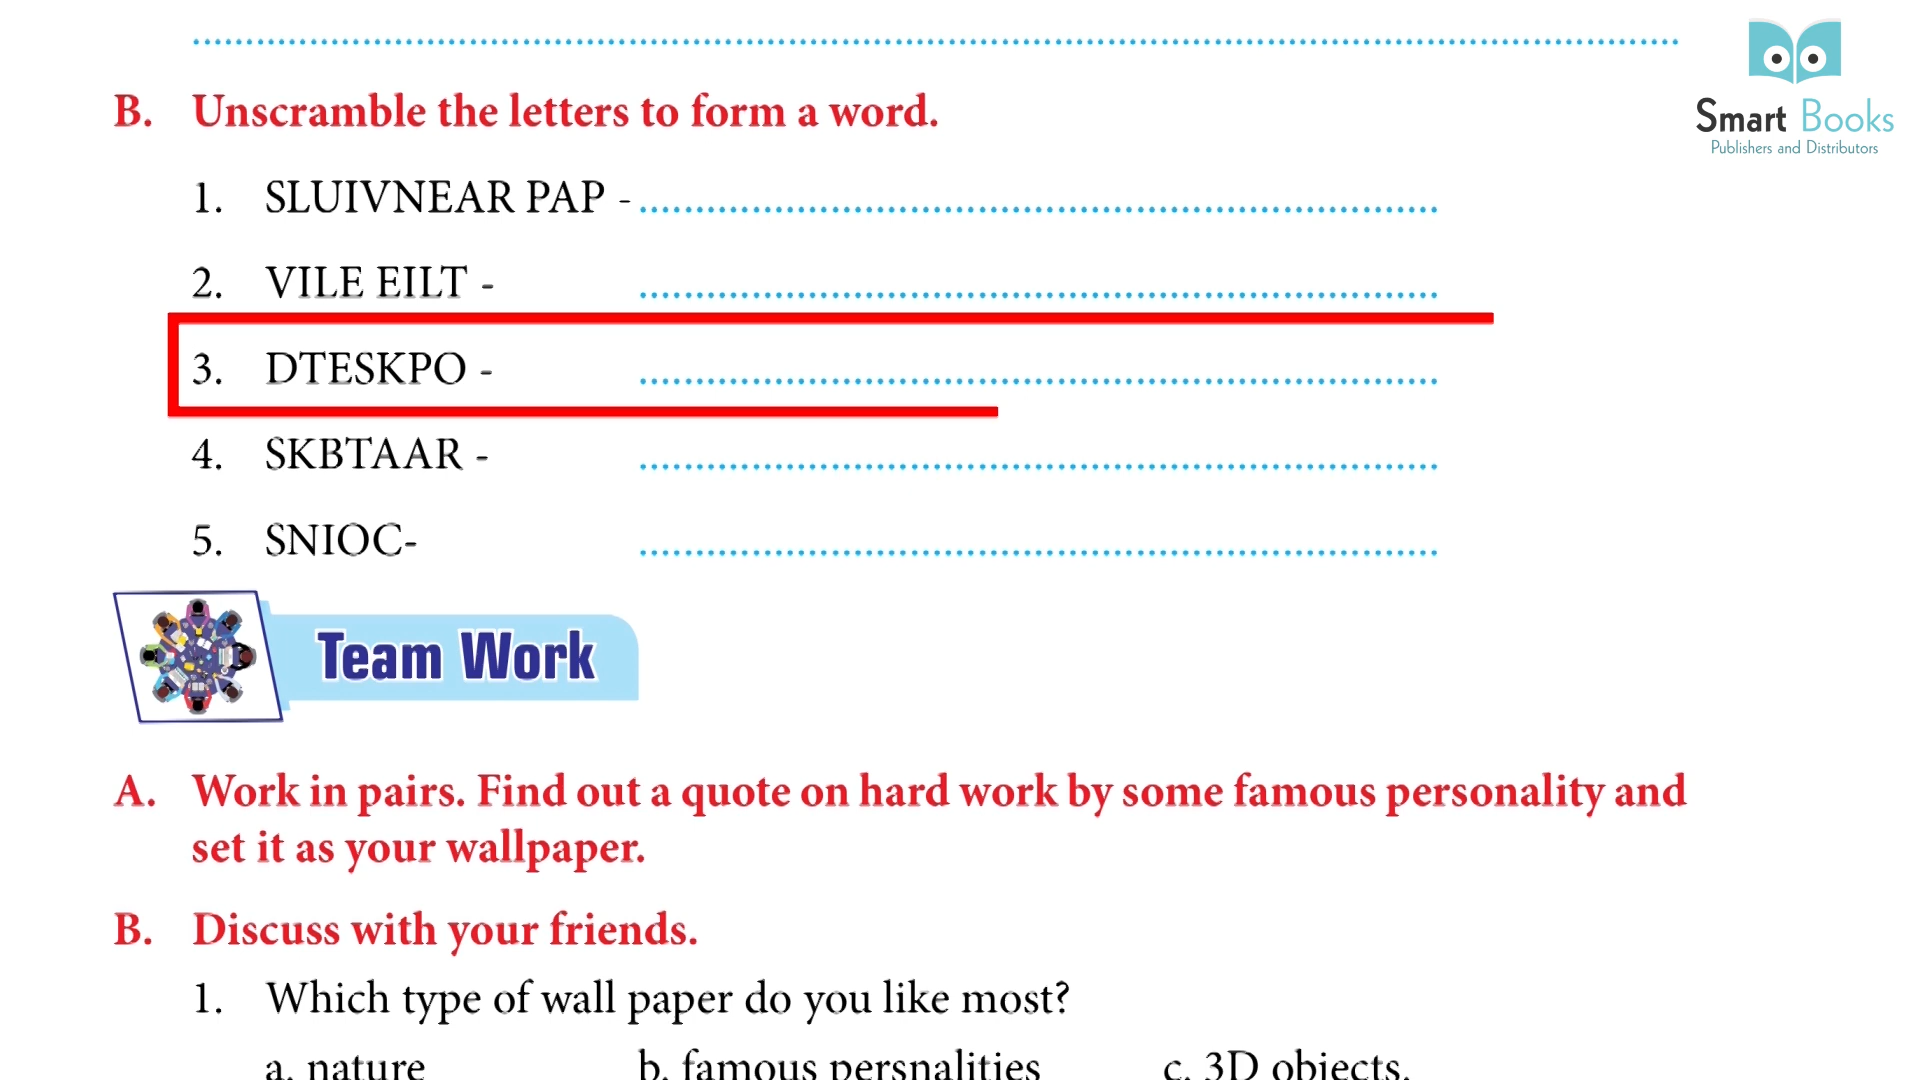 Smart Books
Publishers and Distributors
B. Unscramble the letters to form a word.
1. SLUIVNEAR PAP - ................................
2. VILE EILT - ................................
3. DTESKPO - ................................
4. SKBTAAR - ................................
5. SNIOC- ................................
Team Work
A. Work in pairs. Find out a quote on hard work by some famous personality and
set it as your wallpaper.
B. Discuss with your friends.
1. Which type of wall paper do you like most?
a. nature b. famous persnalities c. 3D objects.